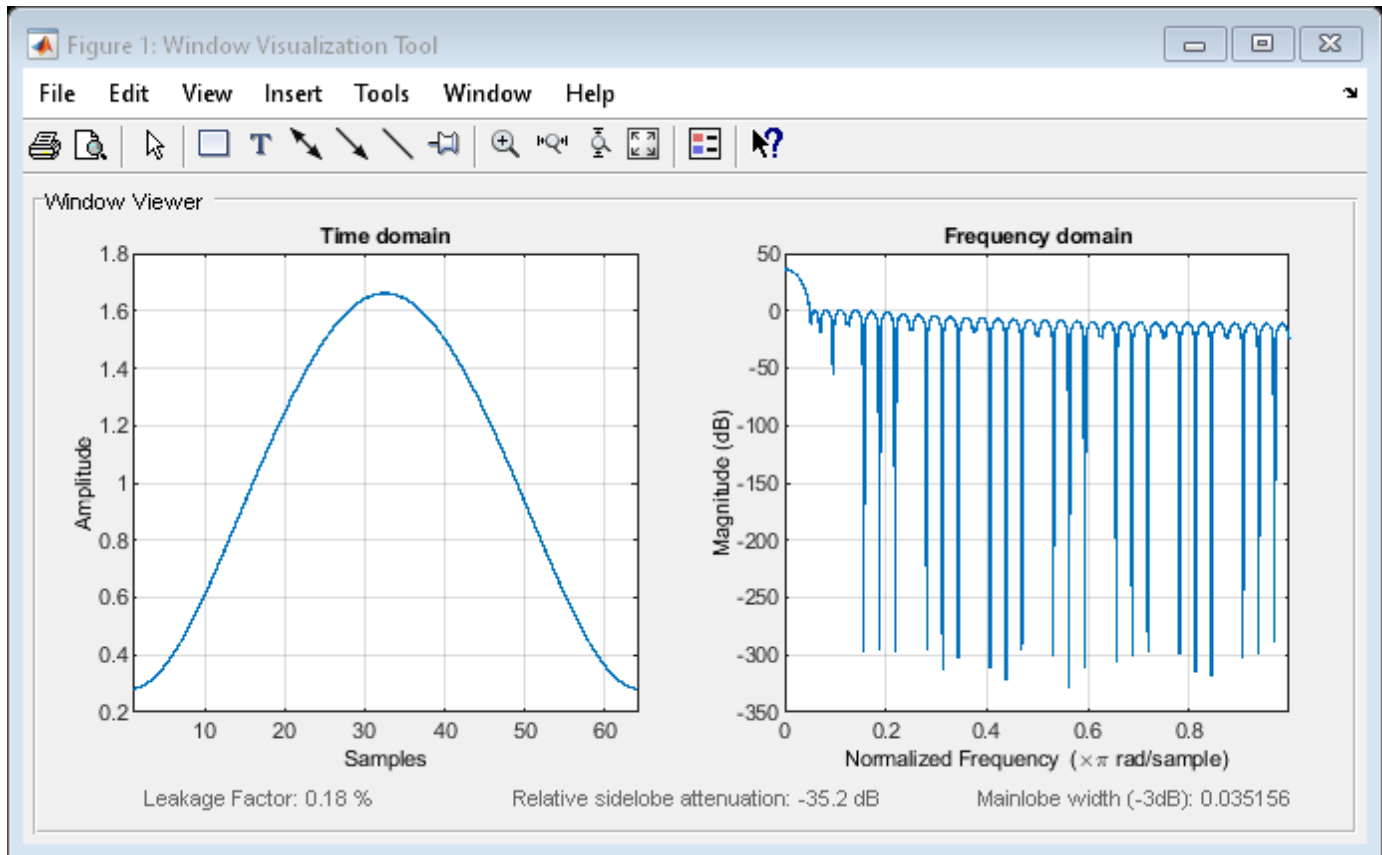 Figure 1: Window Visualization Tool
File Edit View Insert Tools Window Help
T
?
Window Viewer
Time domain
1.8
1.6
1.4
1.2
1
0.8
0.6
0.4
0.2
Amplitude
10 20 30 40 50 60
Samples
Frequency domain
50
0
-50
-100
-150
-200
-250
-300
-350
Magnitude (dB)
0 0.2 0.4 0.6 0.8
Normalized Frequency (×π rad/sample)
Leakage Factor: 0.18 % Relative sidelobe attenuation: -35.2 dB Mainlobe width (-3dB): 0.035156